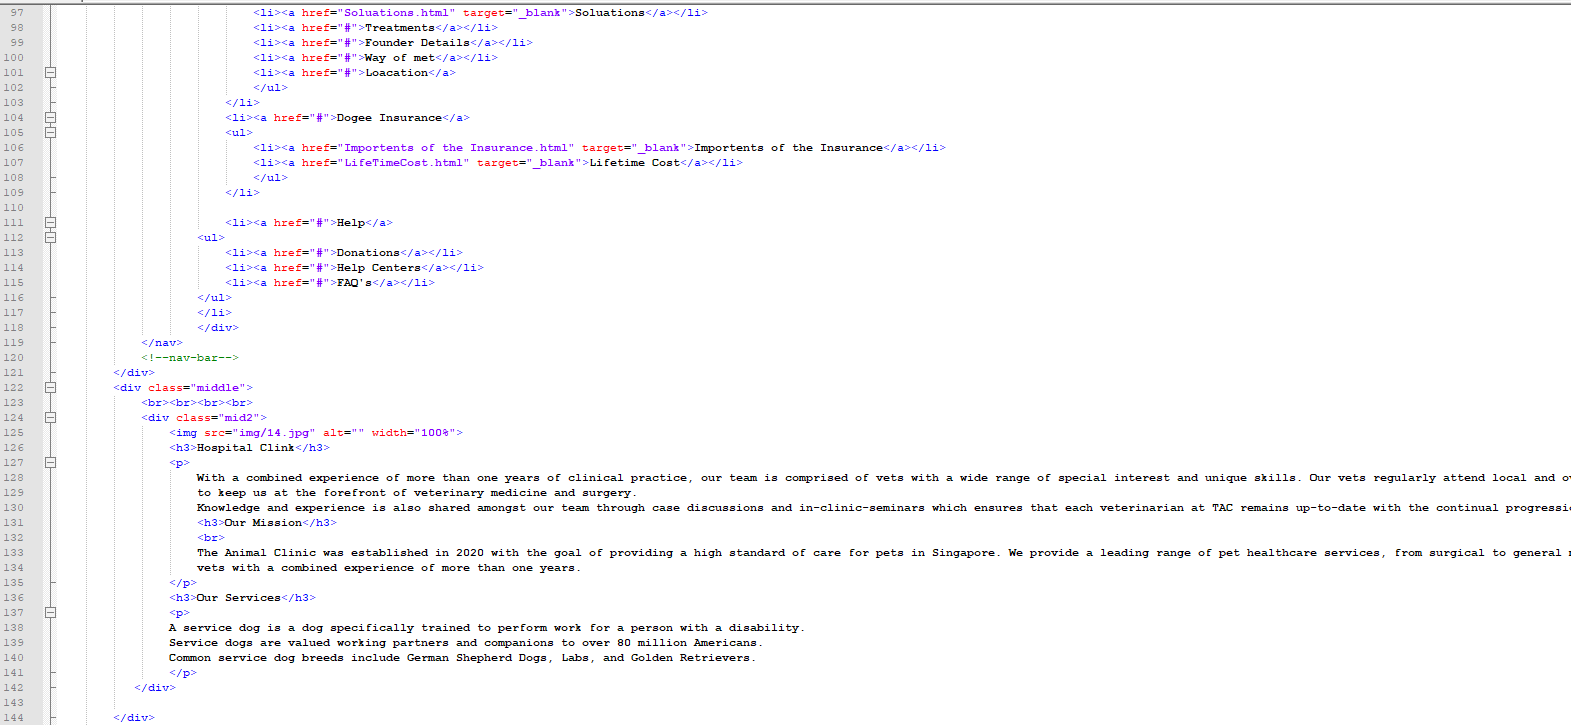 97 <li><a href="Soluations.html" target="_blank">Soluations</a></li>
98 <li><a href="#">Treatments</a></li>
99 <li><a href="#">Founder Details</a></li>
100 <li><a href="#">Way of met</a></li>
101 <li><a href="#">Loacation</a>
102 </ul>
103 </li>
104 <li><a href="#">Dogee Insurance</a>
105 <ul>
106 <li><a href="Importents of the Insurance.html" target="_blank">Importents of the Insurance</a></li>
107 <li><a href="LifeTimeCost.html" target="_blank">Lifetime Cost</a></li>
108 </ul>
109 </li>
110
111 <li><a href="#">Help</a>
112 <ul>
113 <li><a href="#">Donations</a></li>
114 <li><a href="#">Help Centers</a></li>
115 <li><a href="#">FAQ's</a></li>
116 </ul>
117 </li>
118 </div>
119 </nav>
120 <!--nav-bar-->
121 </div>
122 <div class="middle">
123 <br><br><br><br>
124 <div class="mid2">
125 <img src="img/14.jpg" alt="" width="100%">
126 <h3>Hospital Clink</h3>
127 <p>
128 With a combined experience of more than one years of clinical practice, our team is comprised of vets with a wide range of special interest and unique skills. Our vets regularly attend local and
129 to keep us at the forefront of veterinary medicine and surgery.
130 Knowledge and experience is also shared amongst our team through case discussions and in-clinic-seminars which ensures that each veterinarian at TAC remains up-to-date with the continual
131 <h3>Our Mission</h3>
132 <br>
133 The Animal Clinic was established in 2020 with the goal of providing a high standard of care for pets in Singapore. We provide a leading range of pet healthcare services, from surgical to general
134 vets with a combined experience of more than one years.
135 </p>
136 <h3>Our Services</h3>
137 <p>
138 A service dog is a dog specifically trained to perform work for a person with a disability.
139 Service dogs are valued working partners and companions to over 80 million Americans.
140 Common service dog breeds include German Shepherd Dogs, Labs, and Golden Retrievers.
141 </p>
142 </div>
143
144 </div>